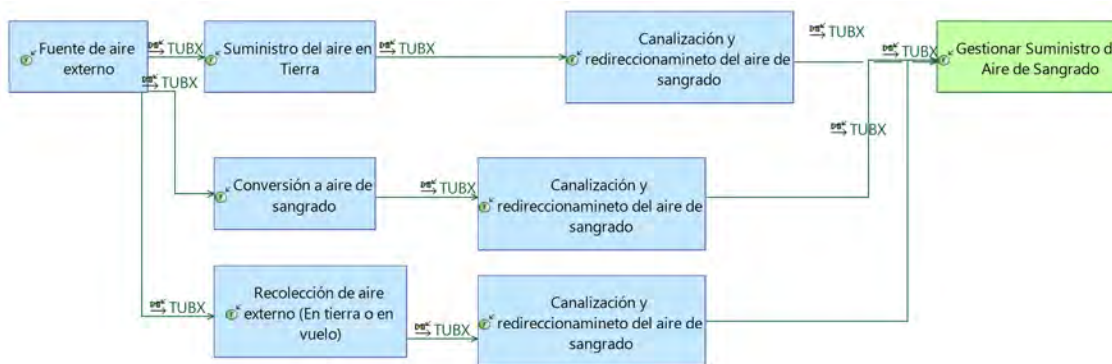 Fuente de aire
externo
TUBX
TUBX
Suministro del aire en
Tierra
TUBX
Canalización y
redireccionamineto del aire de
sangrado
TUBX
TUBX
Gestionar Suministro d
Aire de Sangrado
TUBX
Conversión a aire de
sangrado
TUBX
Canalización y
redireccionamineto del aire de
sangrado
TUBX
Recolección de aire
externo (En tierra o en
vuelo)
TUBX
Canalización y
redireccionamineto del aire de
sangrado